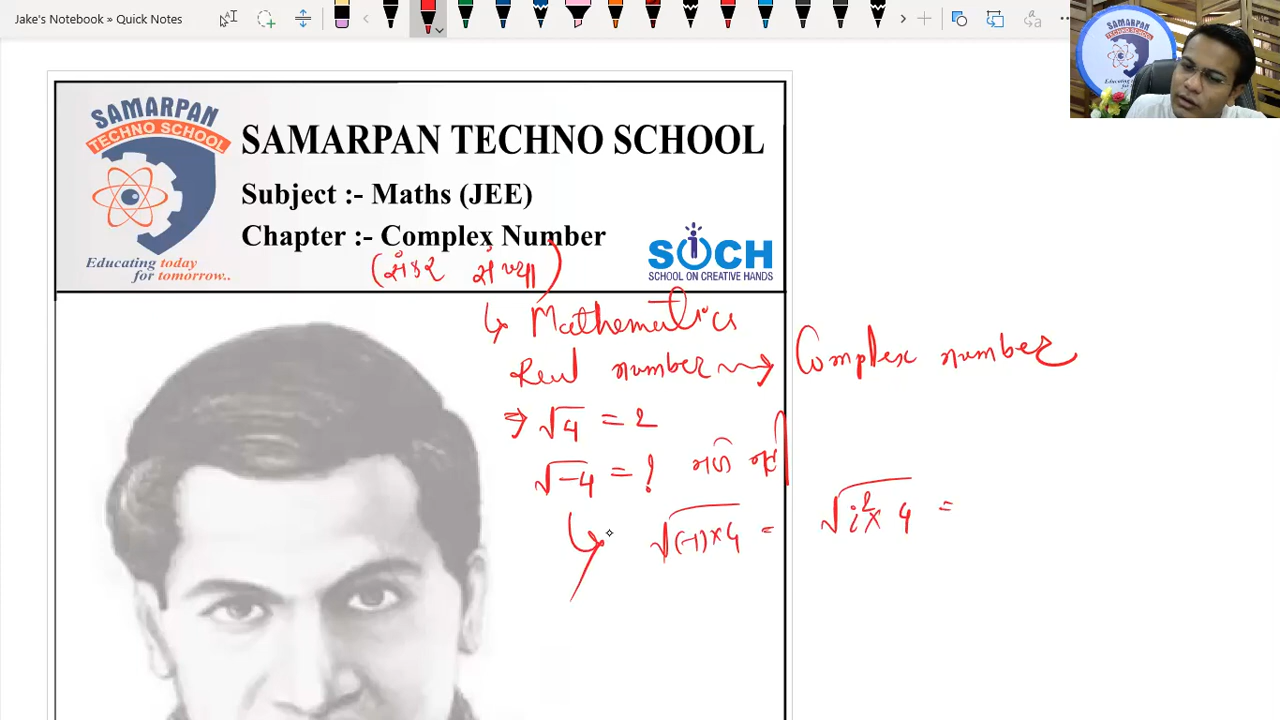 Jake's Notebook » Quick Notes
SAMARPAN
TECHNO SCHOOL
Educating today
for tomorrow..
SAMARPAN TECHNO SCHOOL
Subject :- Maths (JEE)
Chapter :- Complex Number
(સંકર સંખ્યા)
SOCH
SCHOOL ON CREATIVE HANDS
↳ Mathematics
Real number → Complex number
⇒ √4 = 2
√-4 = ?
↳ √(-1)×4 = √i²×4 =